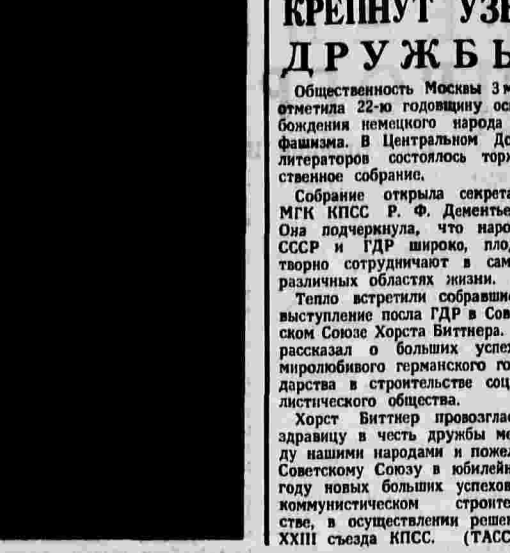 КРЕПНУТ УЗЕ
ДРУЖБЫ
Общественность Москвы 3 м
отметила 22-ю годовщину ос
бождения немецкого народа
фашизма. В Центральном До
литераторов состоялось торж
ственное собрание.
Собрание открыла секрета
МГК КПСС Р. Ф. Дементье
Она подчеркнула, что наро
СССР и ГДР широко, плод
творно сотрудничают в сам
различных областях жизни.
Тепло встретили собравшие
выступление посла ГДР в Сов
ском Союзе Хорста Биттнера.
рассказал о больших успех
миролюбивого германского го
дарства в строительстве соц
листического общества.
Хорст Биттнер провозглас
здравицу в честь дружбы ме
ду нашими народами и пожел
Советскому Союзу в юбилейн
году новых больших успехов
коммунистическом строите
стве, в осуществлении решен
XXIII съезда КПСС. (ТАСС